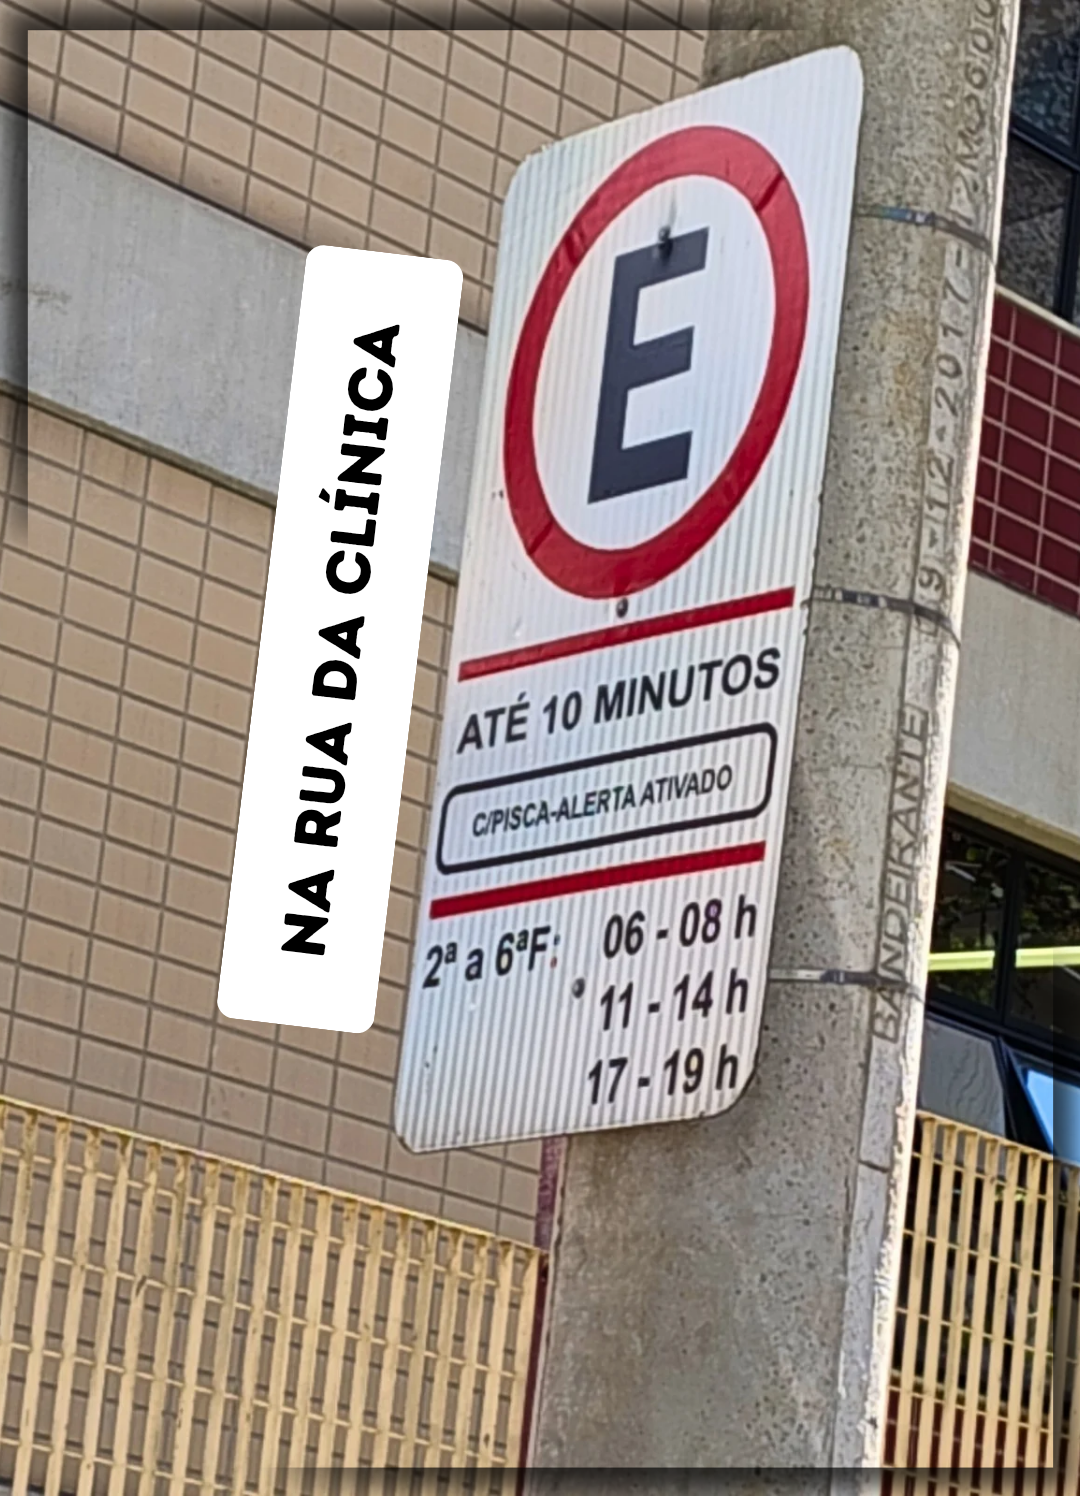 NA RUA DA CLÍNICA
E
ATÉ 10 MINUTOS
C/PISCA-ALERTA ATIVADO
2ª a 6ªF: 06 - 08 h
11 - 14 h
17 - 19 h
BANDEIRANTE